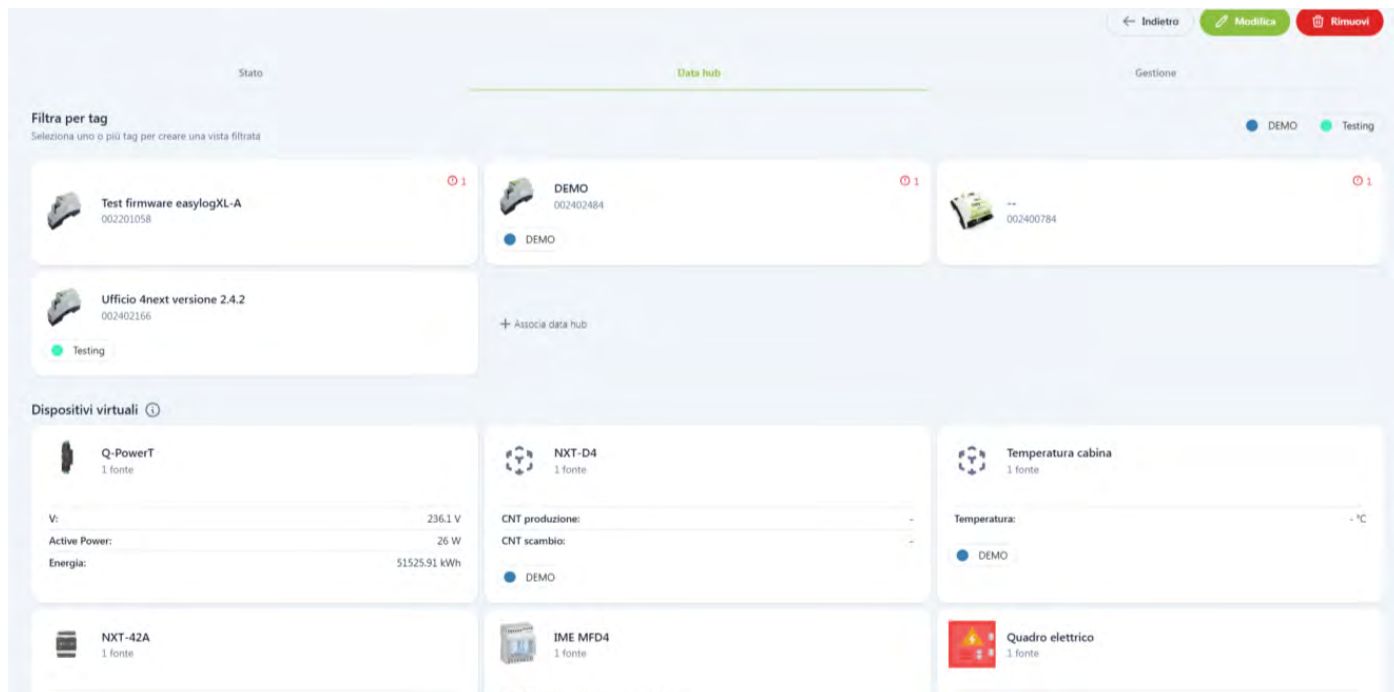 Indietro
Modifica
Rimuovi
Stato
Data hub
Gestione
Filtra per tag
Seleziona uno o più tag per creare una vista filtrata
DEMO
Testing
1
Test firmware easylogXL-A
002201058
1
DEMO
002402484
DEMO
1
--
002400784
Ufficio 4next versione 2.4.2
002402166
Testing
+ Associa data hub
Dispositivi virtuali
Q-PowerT
1 fonte
V: 236.1 V
Active Power: 26 W
Energia: 51525.91 kWh
NXT-D4
1 fonte
CNT produzione: -
CNT scambio: -
DEMO
Temperatura cabina
1 fonte
Temperatura: - °C
DEMO
NXT-42A
1 fonte
IME MFD4
1 fonte
Quadro elettrico
1 fonte